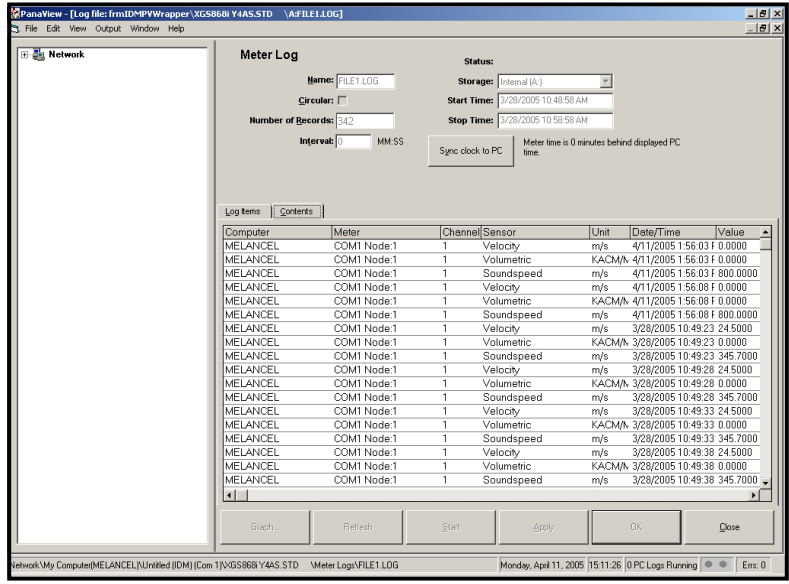 PanaView - [Log file: frmIDMPVWrapper\XGS868i Y4AS.STD \A:FILE1.LOG]
File Edit View Output Window Help
Network
Meter Log
Status:
Name: FILE1.LOG
Storage: Internal (A:)
Circular:
Start Time: 3/28/2005 10:48:58 AM
Number of Records: 342
Stop Time: 3/28/2005 10:58:58 AM
Interval: 0 MM:SS
Sync clock to PC
Meter time is 0 minutes behind displayed PC
time.
Log Items Contents
Computer Meter Channel Sensor Unit Date/Time Value
MELANCEL COM1 Node:1 1 Velocity m/s 4/11/2005 1:56:03 F 0.0000
MELANCEL COM1 Node:1 1 Volumetric KACM/M 4/11/2005 1:56:03 F 0.0000
MELANCEL COM1 Node:1 1 Soundspeed m/s 4/11/2005 1:56:03 F 800.0000
MELANCEL COM1 Node:1 1 Velocity m/s 4/11/2005 1:56:08 F 0.0000
MELANCEL COM1 Node:1 1 Volumetric KACM/M 4/11/2005 1:56:08 F 0.0000
MELANCEL COM1 Node:1 1 Soundspeed m/s 4/11/2005 1:56:08 F 800.0000
MELANCEL COM1 Node:1 1 Velocity m/s 3/28/2005 10:49:23 24.5000
MELANCEL COM1 Node:1 1 Volumetric KACM/M 3/28/2005 10:49:23 0.0000
MELANCEL COM1 Node:1 1 Soundspeed m/s 3/28/2005 10:49:23 345.7000
MELANCEL COM1 Node:1 1 Velocity m/s 3/28/2005 10:49:28 24.5000
MELANCEL COM1 Node:1 1 Volumetric KACM/M 3/28/2005 10:49:28 0.0000
MELANCEL COM1 Node:1 1 Soundspeed m/s 3/28/2005 10:49:28 345.7000
MELANCEL COM1 Node:1 1 Velocity m/s 3/28/2005 10:49:33 24.5000
MELANCEL COM1 Node:1 1 Volumetric KACM/M 3/28/2005 10:49:33 0.0000
MELANCEL COM1 Node:1 1 Soundspeed m/s 3/28/2005 10:49:33 345.7000
MELANCEL COM1 Node:1 1 Velocity m/s 3/28/2005 10:49:38 24.5000
MELANCEL COM1 Node:1 1 Volumetric KACM/M 3/28/2005 10:49:38 0.0000
MELANCEL COM1 Node:1 1 Soundspeed m/s 3/28/2005 10:49:38 345.7000
Graph... Refresh Start Apply OK Close
Network\My Computer(MELANCEL)\Untitled (IDM) (Com 1)\XGS868i Y4AS.STD \Meter Logs\FILE1.LOG Monday, April 11, 2005 15:11:26 0 PC Logs Running Errs: 0